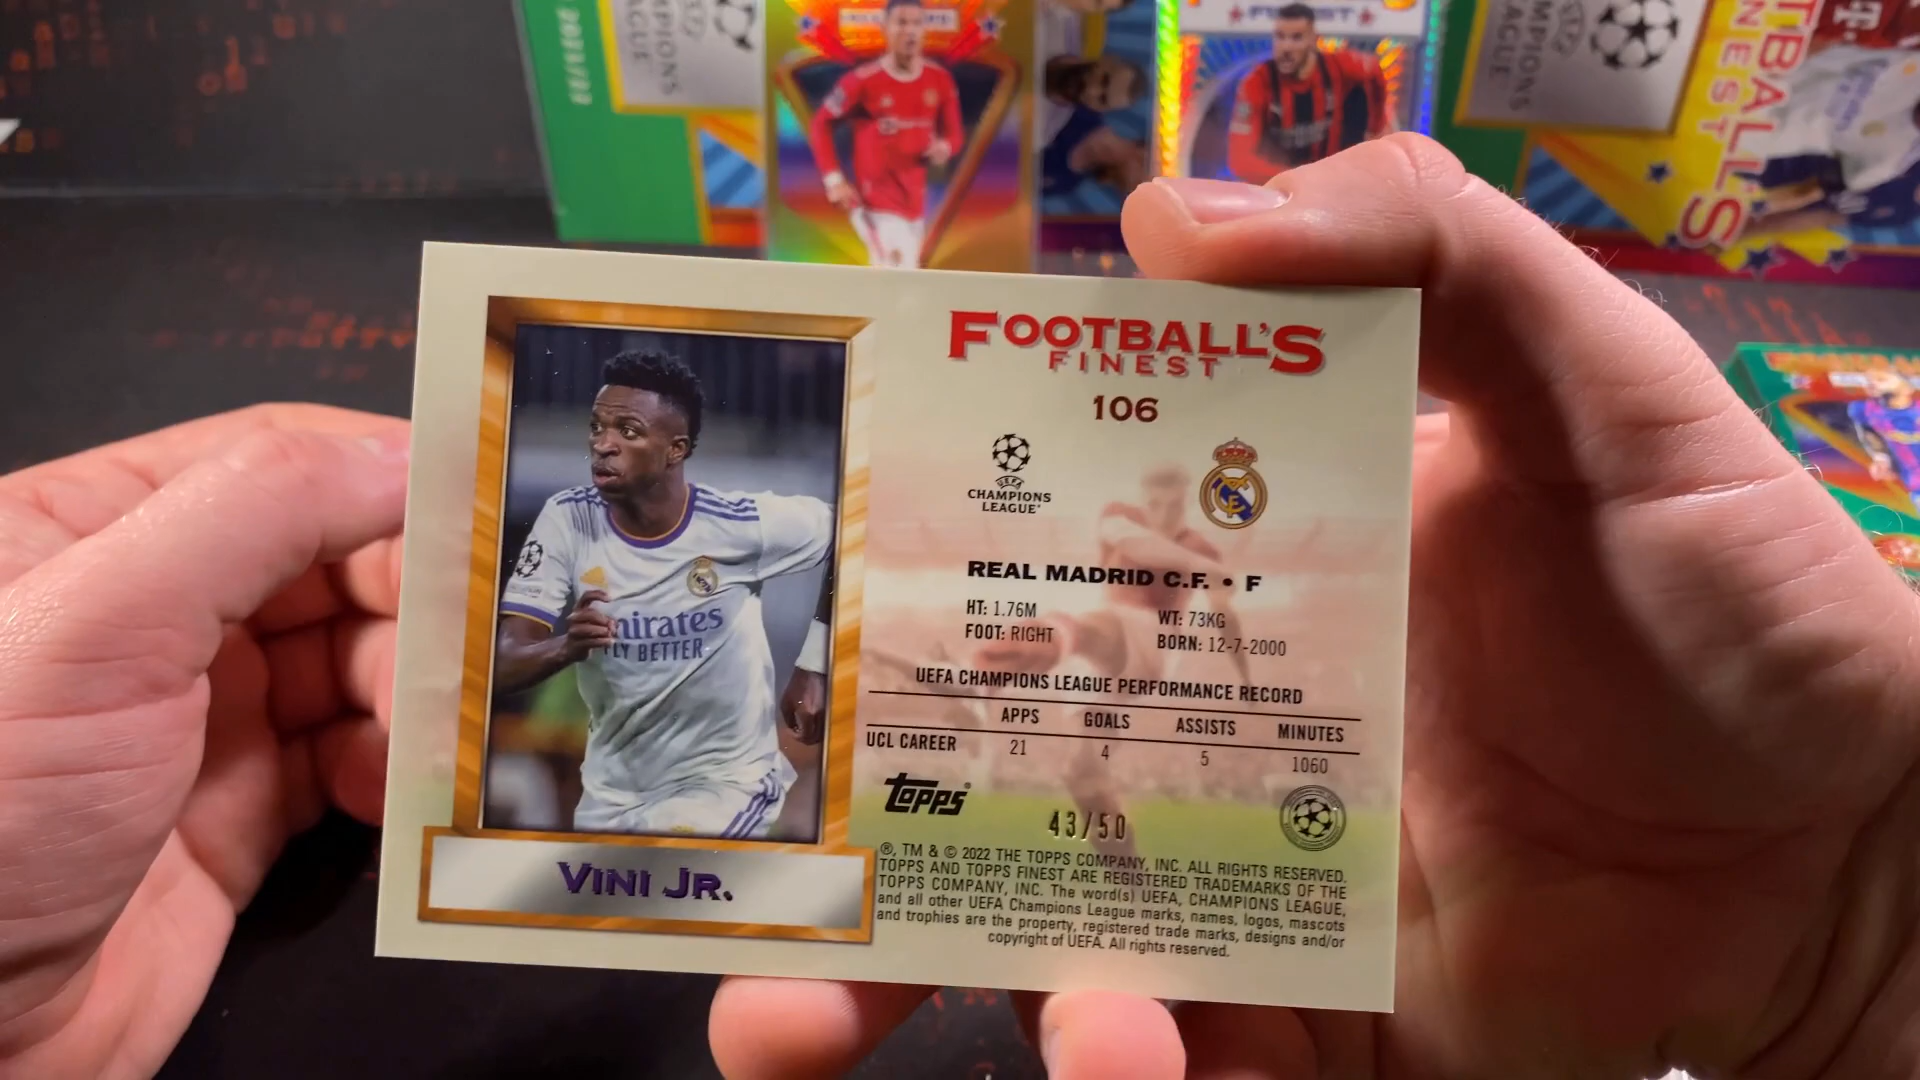 FOOTBALL'S
FINEST
106
UEFA
CHAMPIONS
LEAGUE
REAL MADRID C.F. • F
HT: 1.76M WT: 73KG
FOOT: RIGHT BORN: 12-7-2000
UEFA CHAMPIONS LEAGUE PERFORMANCE RECORD
APPS GOALS ASSISTS MINUTES
UCL CAREER 21 4 5 1060
Topps
43/50
®, TM & © 2022 THE TOPPS COMPANY, INC. ALL RIGHTS RESERVED.
TOPPS AND TOPPS FINEST ARE REGISTERED TRADEMARKS OF THE
TOPPS COMPANY, INC. The word(s) UEFA, CHAMPIONS LEAGUE,
and all other UEFA Champions League marks, names, logos, mascots
and trophies are the property, registered trade marks, designs and/or
copyright of UEFA. All rights reserved.
VINI JR.
mirates
FLY BETTER